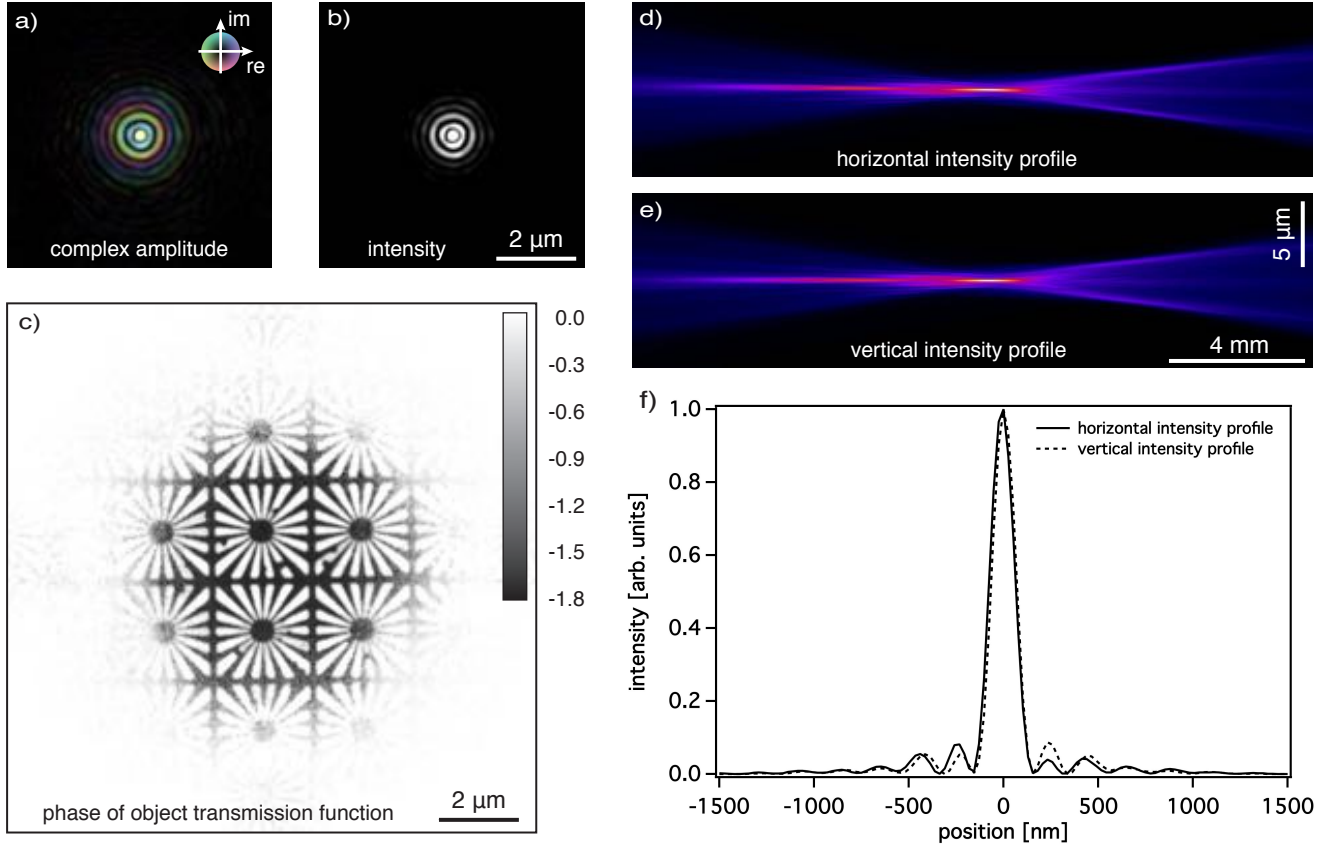 a)
im
re
complex amplitude
b)
intensity
2 µm
c)
0.0
-0.3
-0.6
-0.9
-1.2
-1.5
-1.8
phase of object transmission function
2 µm
d)
horizontal intensity profile
e)
5 µm
vertical intensity profile
4 mm
f)
1.0
0.8
0.6
0.4
0.2
0.0
intensity [arb. units]
horizontal intensity profile
vertical intensity profile
-1500 -1000 -500 0 500 1000 1500
position [nm]